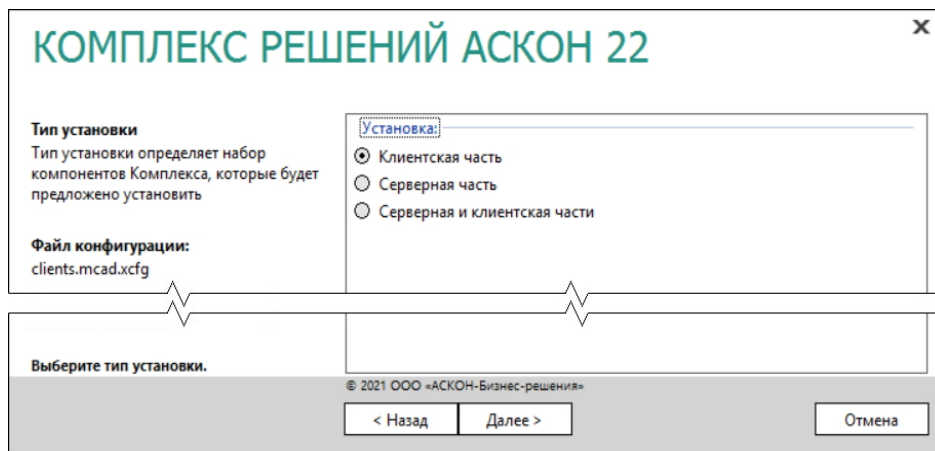 КОМПЛЕКС РЕШЕНИЙ АСКОН 22
x
Тип установки
Тип установки определяет набор
компонентов Комплекса, которые будет
предложено установить
Файл конфигурации:
clients.mcad.xcfg
Выберите тип установки.
Установка:
Клиентская часть
Серверная часть
Серверная и клиентская части
© 2021 ООО «АСКОН-Бизнес-решения»
< Назад
Далее >
Отмена